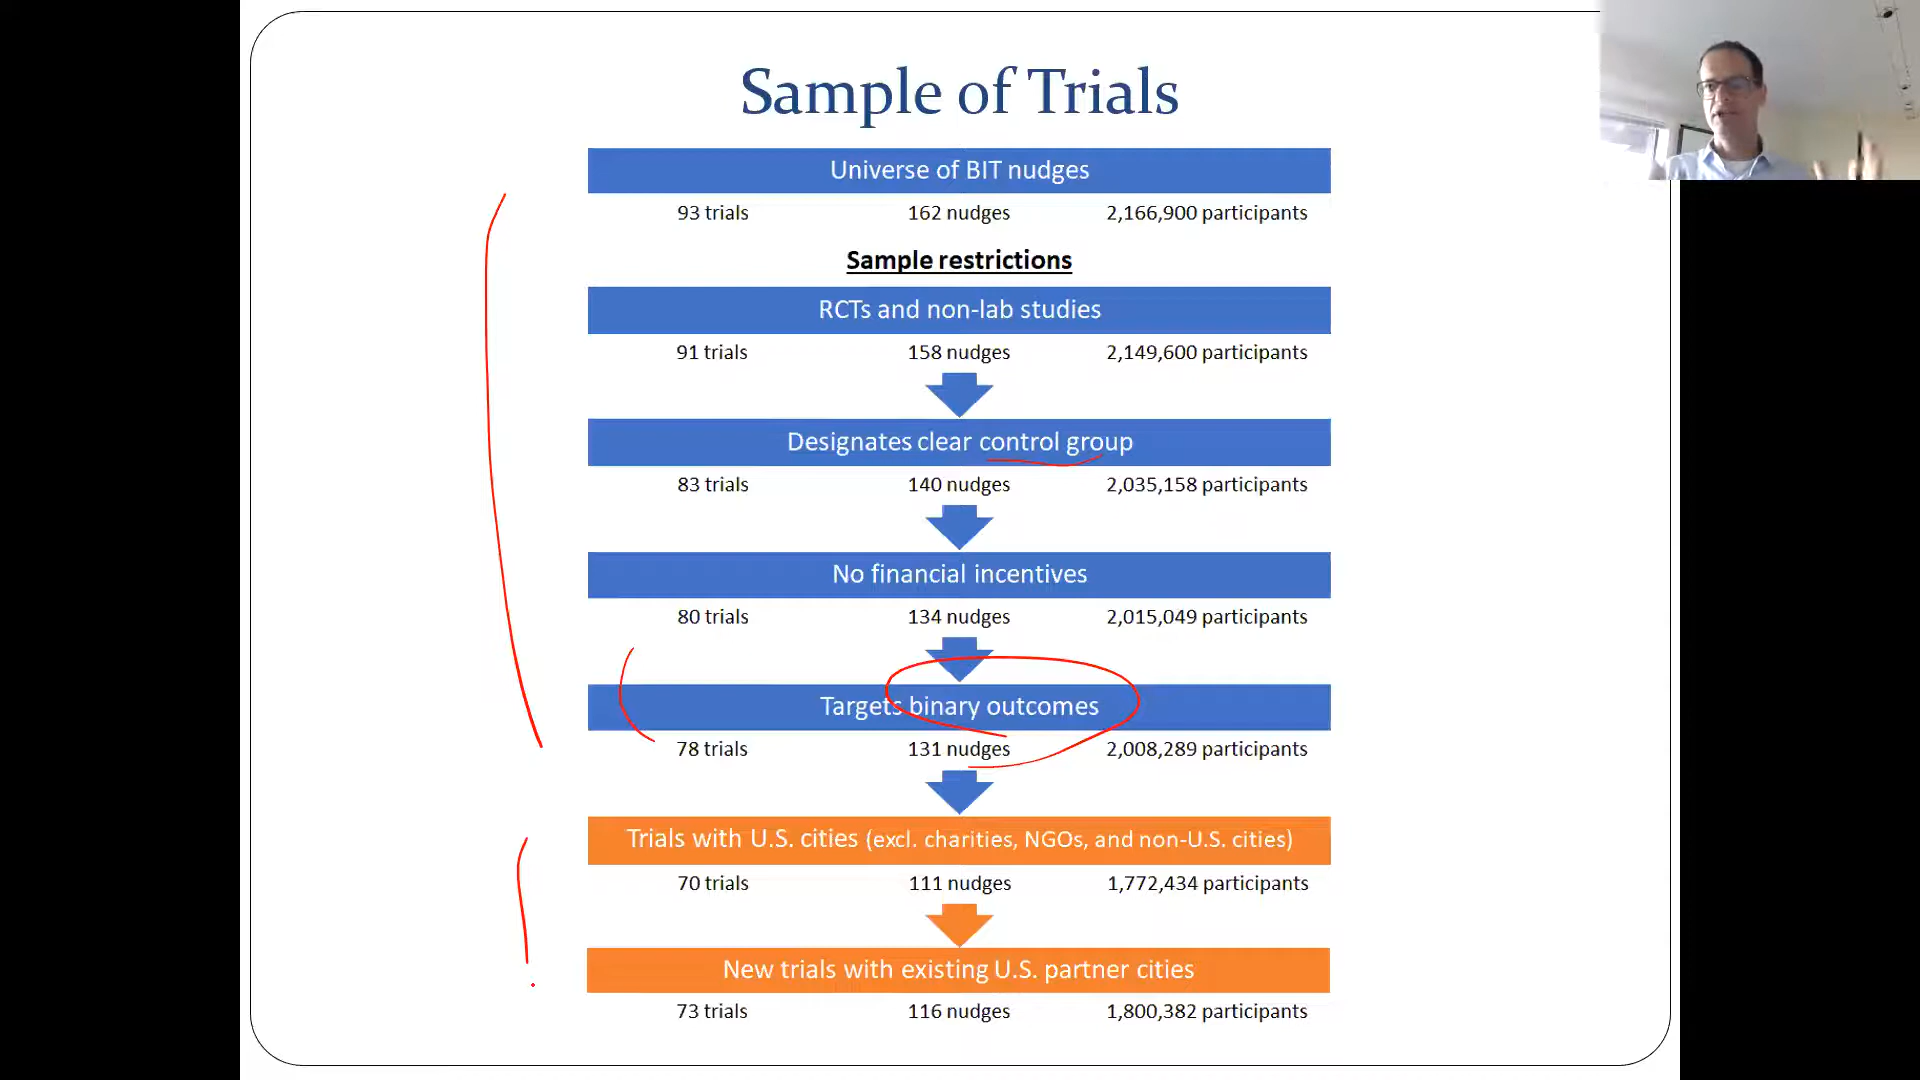 Sample of Trials
Universe of BIT nudges
93 trials 162 nudges 2,166,900 participants
Sample restrictions
RCTs and non-lab studies
91 trials 158 nudges 2,149,600 participants
Designates clear control group
83 trials 140 nudges 2,035,158 participants
No financial incentives
80 trials 134 nudges 2,015,049 participants
Targets binary outcomes
78 trials 131 nudges 2,008,289 participants
Trials with U.S. cities (excl. charities, NGOs, and non-U.S. cities)
70 trials 111 nudges 1,772,434 participants
New trials with existing U.S. partner cities
73 trials 116 nudges 1,800,382 participants